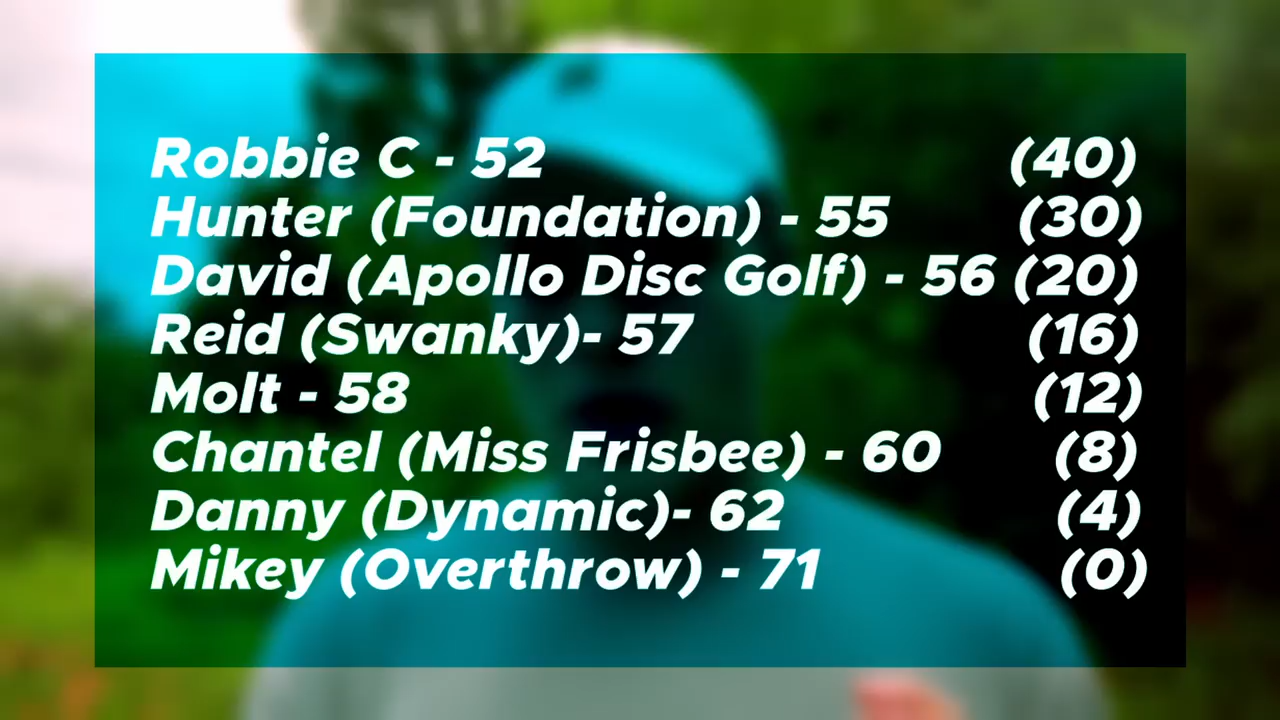 Robbie C - 52 (40)
Hunter (Foundation) - 55 (30)
David (Apollo Disc Golf) - 56 (20)
Reid (Swanky)- 57 (16)
Molt - 58 (12)
Chantel (Miss Frisbee) - 60 (8)
Danny (Dynamic)- 62 (4)
Mikey (Overthrow) - 71 (0)